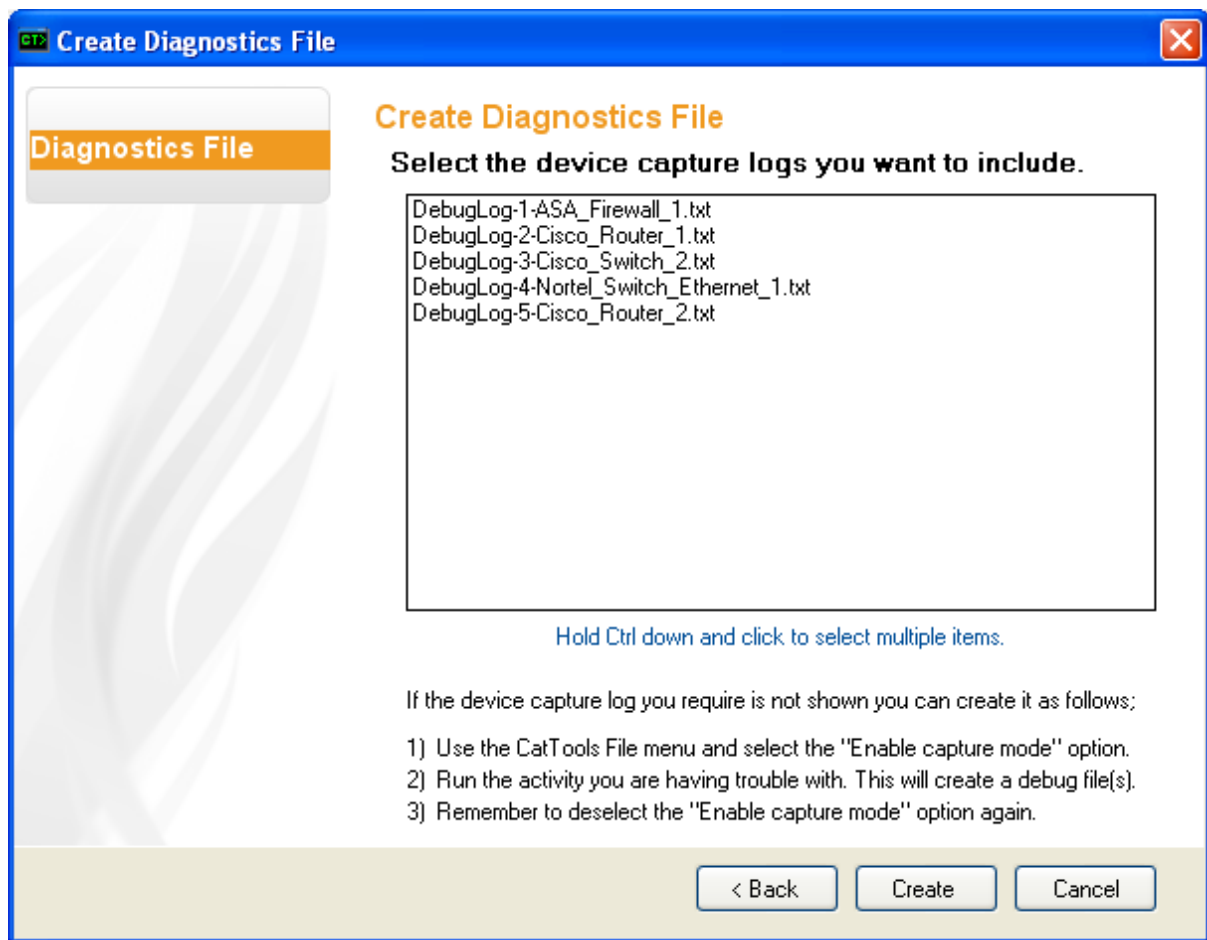 CT> Create Diagnostics File
Diagnostics File
Create Diagnostics File
Select the device capture logs you want to include.
DebugLog-1-ASA_Firewall_1.txt
DebugLog-2-Cisco_Router_1.txt
DebugLog-3-Cisco_Switch_2.txt
DebugLog-4-Nortel_Switch_Ethernet_1.txt
DebugLog-5-Cisco_Router_2.txt
Hold Ctrl down and click to select multiple items.
If the device capture log you require is not shown you can create it as follows;
1) Use the CatTools File menu and select the "Enable capture mode" option.
2) Run the activity you are having trouble with. This will create a debug file(s).
3) Remember to deselect the "Enable capture mode" option again.
< Back
Create
Cancel